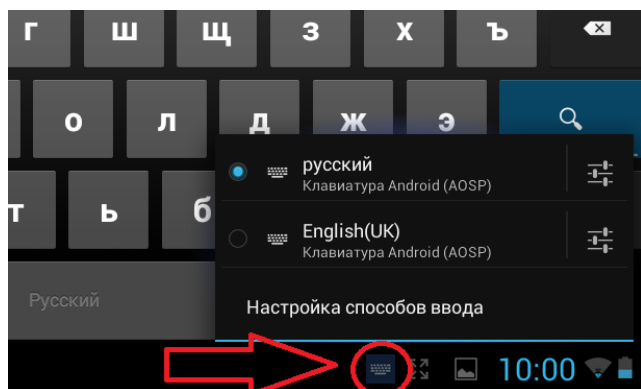 г ш щ з х ъ
о л д ж э
русский
Клавиатура Android (AOSP)
т ь б
English(UK)
Клавиатура Android (AOSP)
Русский
Настройка способов ввода
10:00